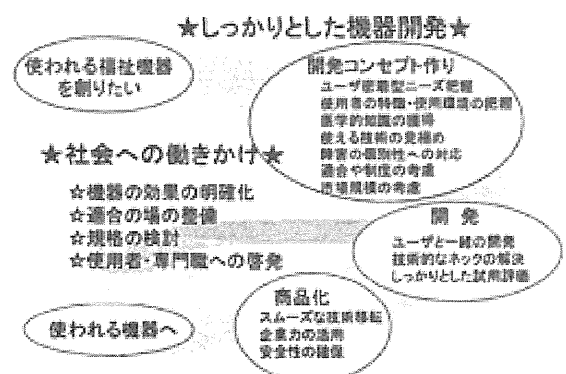 ★しっかりとした機器開発★
使われる福祉機器
を創りたい
開発コンセプト作り
ユーザ密着型ニーズ把握
使用者の特徴・使用環境の把握
医学的知識の獲得
使える技術の見極め
障害の個別性への対応
適合や制度の考慮
市場規模の考慮
★社会への働きかけ★
☆機器の効果の明確化
☆適合の場の整備
☆規格の検討
☆使用者・専門職への啓発
開 発
ユーザと一緒の開発
技術的なネックの解決
しっかりとした試用評価
商品化
スムーズな技術移転
企業力の活用
安全性の確保
使われる機器へ